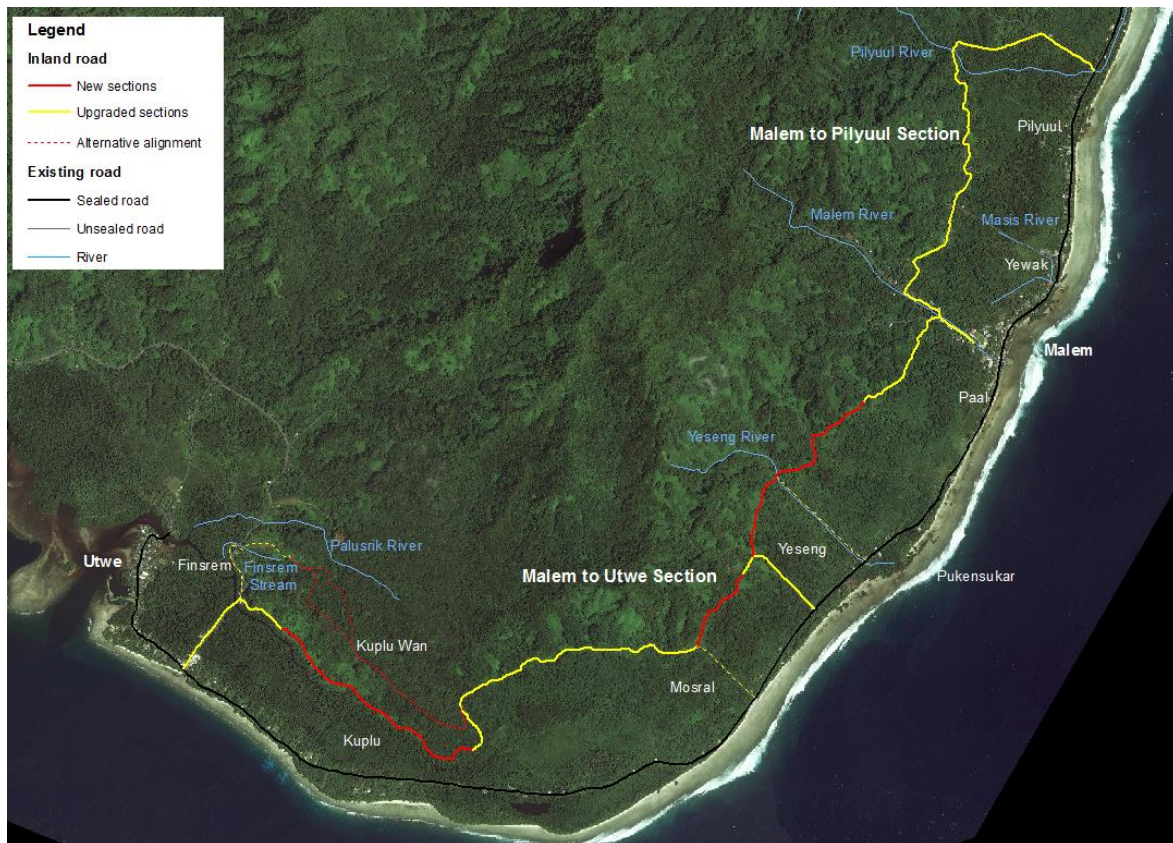 Legend
Inland road
New sections
Upgraded sections
Alternative alignment
Existing road
Sealed road
Unsealed road
River
Pilyuul River
Pilyuul
Malem to Pilyuul Section
Malem River
Masis River
Yewak
Malem
Paal
Yeseng River
Yeseng
Pukensukar
Malem to Utwe Section
Palusrik River
Utwe
Finsrem
Finsrem
Stream
Kuplu Wan
Mosral
Kuplu